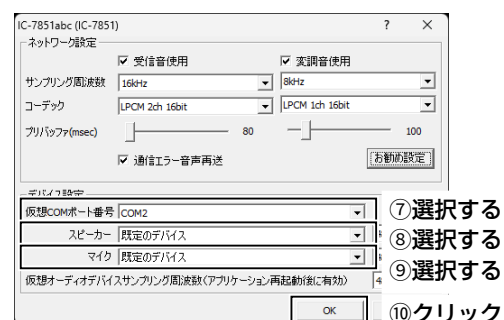 IC-7851abc (IC-7851) ? ×
ネットワーク設定
受信音使用 変調音使用
サンプリング周波数 16kHz 8kHz
コーデック LPCM 2ch 16bit LPCM 1ch 16bit
プリバッファ(msec) 80 100
通信エラー音声再送 お勧め設定
デバイス設定
仮想COMポート番号 COM2 ⑦選択する
スピーカー 既定のデバイス ⑧選択する
マイク 既定のデバイス ⑨選択する
仮想オーディオデバイスサンプリング周波数(アプリケーション再起動後に有効) 4
OK ⑩クリック